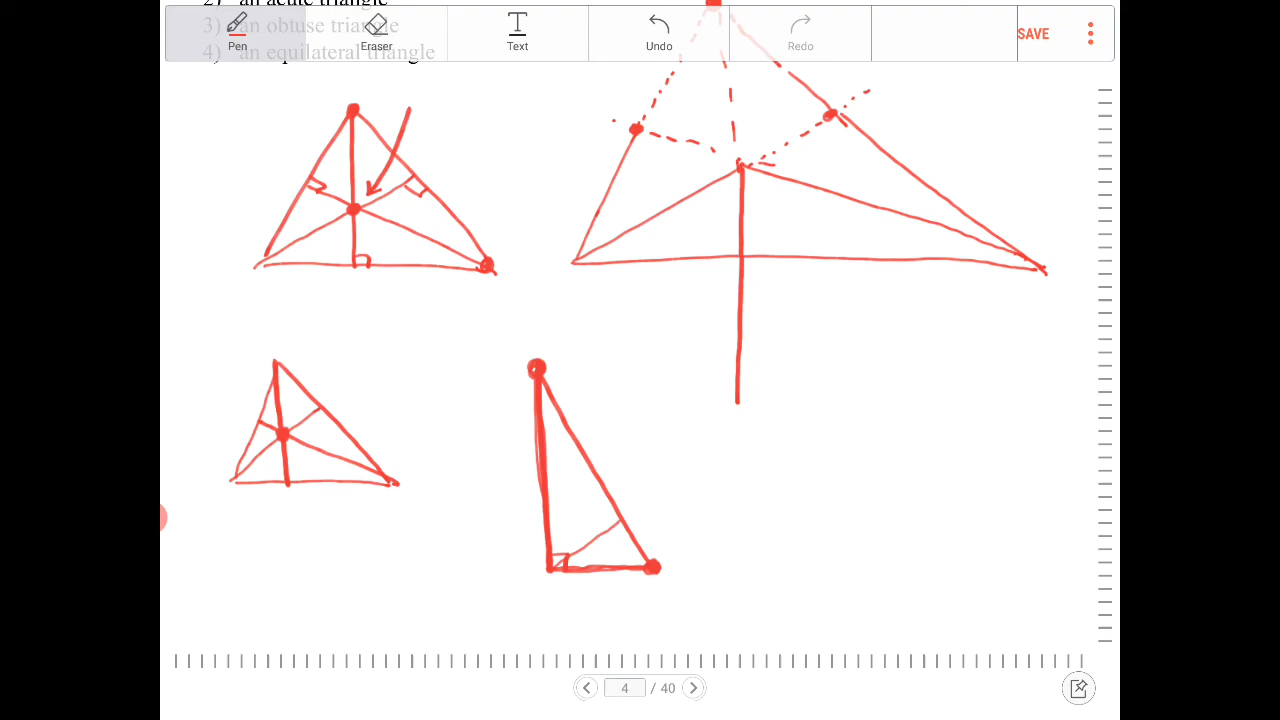 2) an acute triangle
3) an obtuse triangle
4) an equilateral triangle
Pen
Eraser
T
Text
Undo
Redo
SAVE
4 / 40